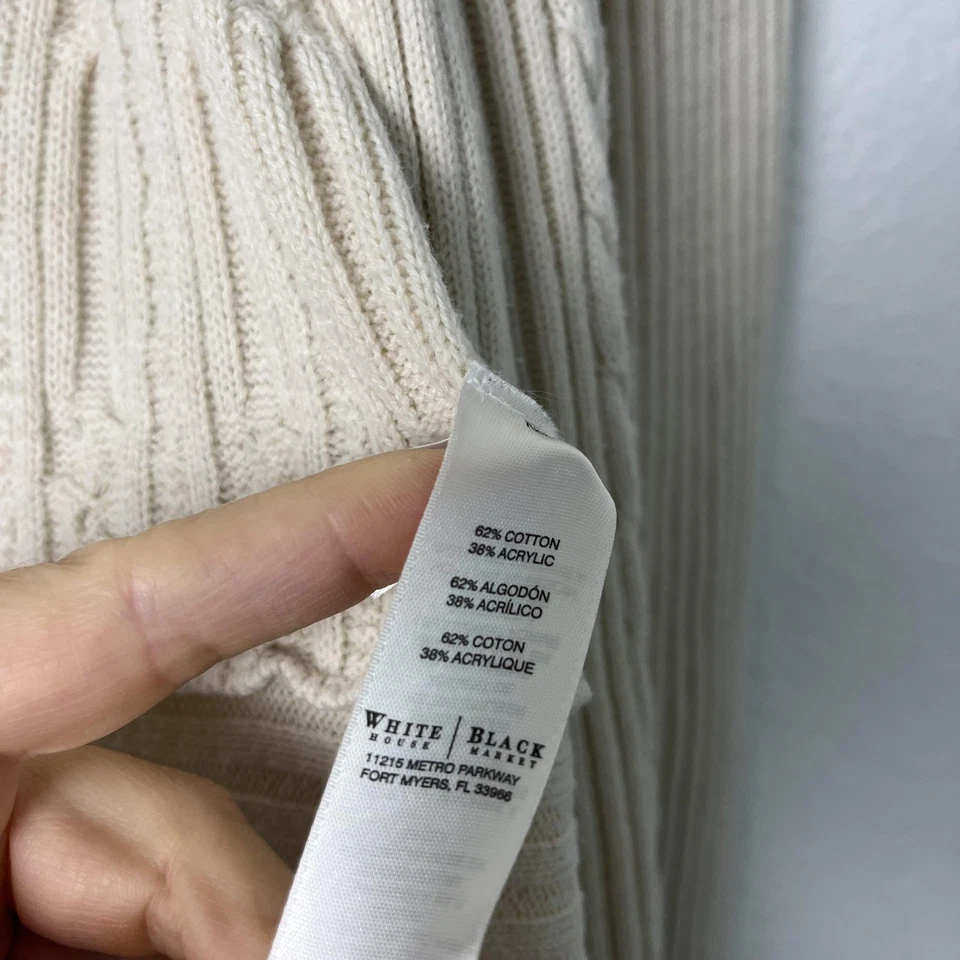 62% COTTON
38% ACRYLIC
62% ALGODÓN
38% ACRÍLICO
62% COTON
38% ACRYLIQUE
WHITE | BLACK
HOUSE MARKET
11215 METRO PARKWAY
FORT MYERS, FL 33966